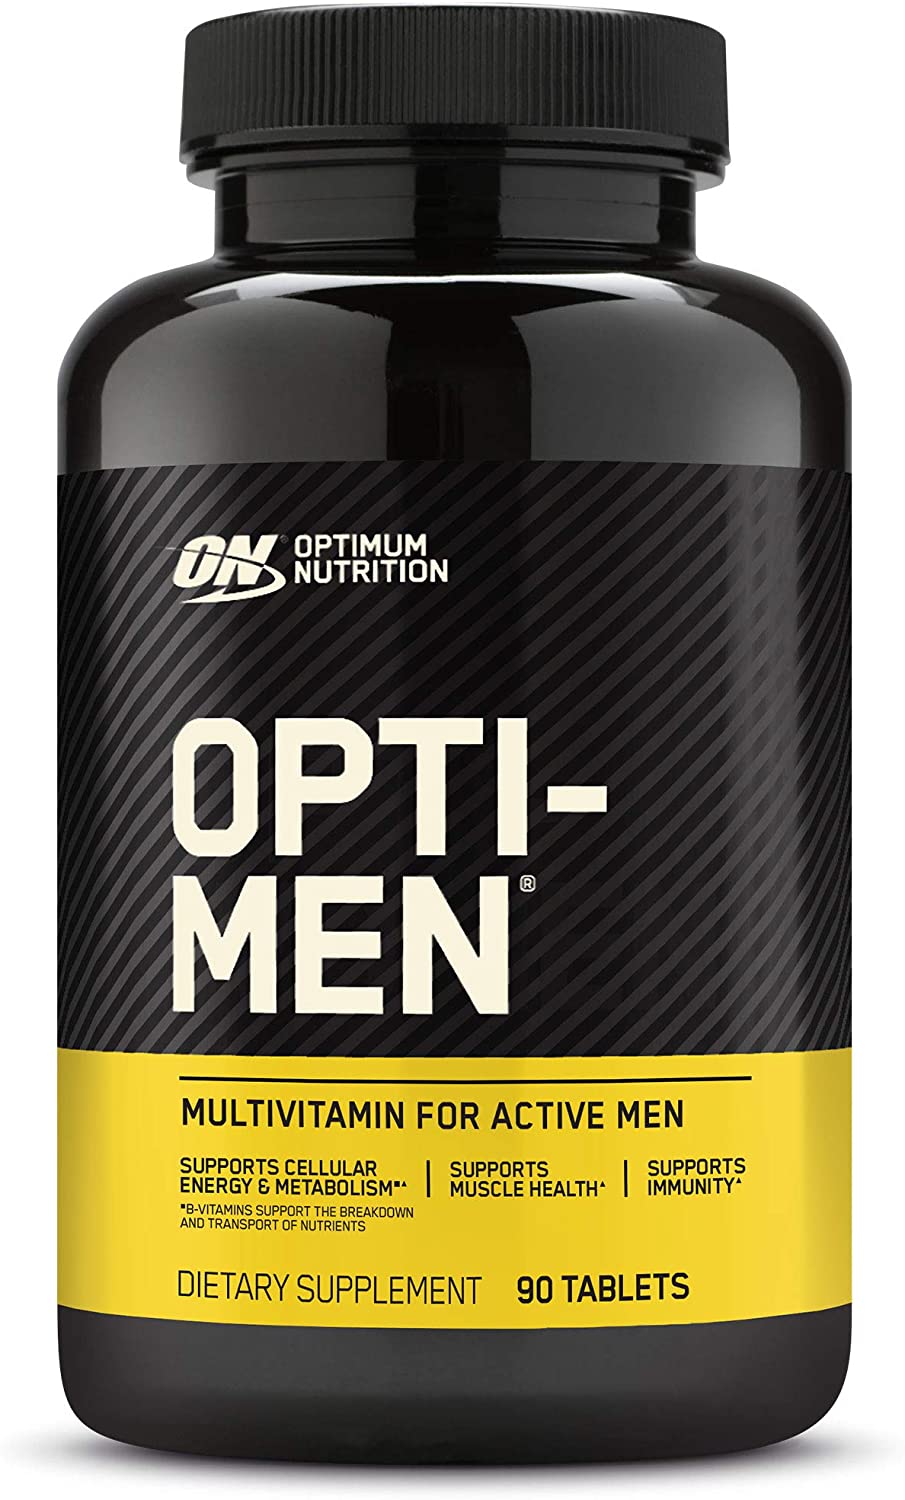 ON® OPTIMUM
NUTRITION
OPTI-
MEN®
MULTIVITAMIN FOR ACTIVE MEN
SUPPORTS CELLULAR
ENERGY & METABOLISM■▲
■B-VITAMINS SUPPORT THE BREAKDOWN
AND TRANSPORT OF NUTRIENTS
SUPPORTS
MUSCLE HEALTH▲
SUPPORTS
IMMUNITY▲
DIETARY SUPPLEMENT 90 TABLETS